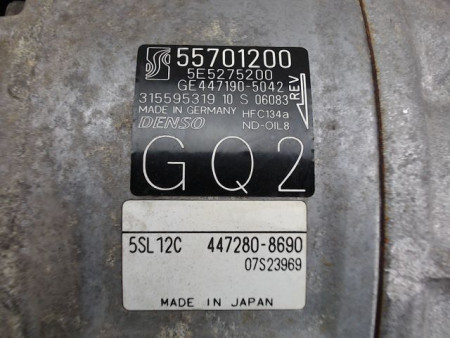 55701200
5E5275200
GE447190-5042
315595319 10 S 06083
REV
MADE IN GERMANY HFC134a
DENSO ND-OIL8
GQ2
5SL12C 447280-8690
07S23969
MADE IN JAPAN